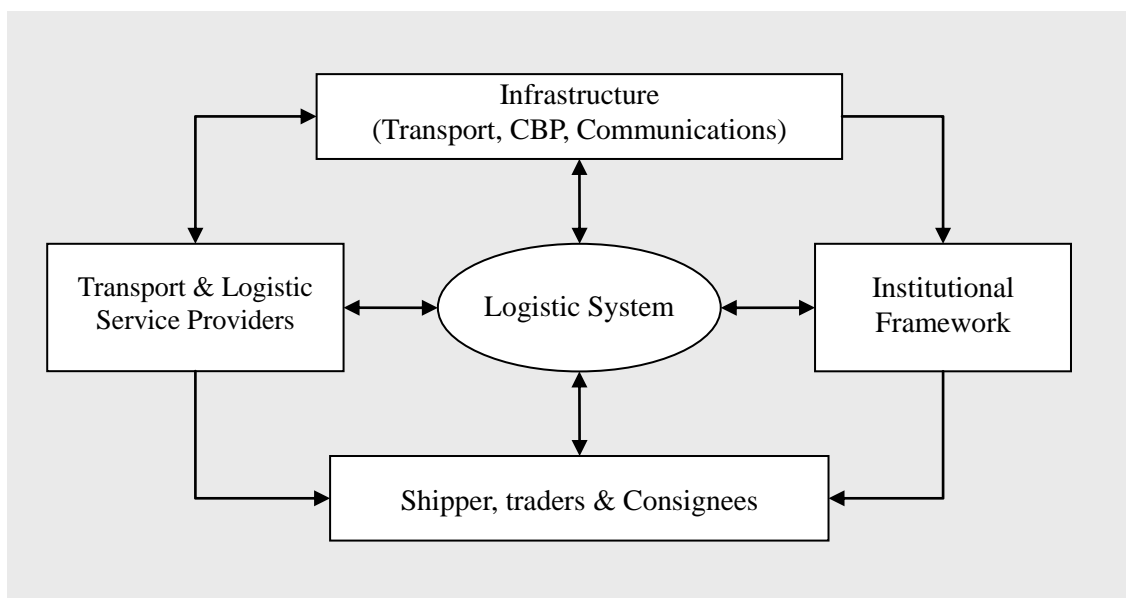 Infrastructure
(Transport, CBP, Communications)
Transport & Logistic
Service Providers
Logistic System
Institutional
Framework
Shipper, traders & Consignees